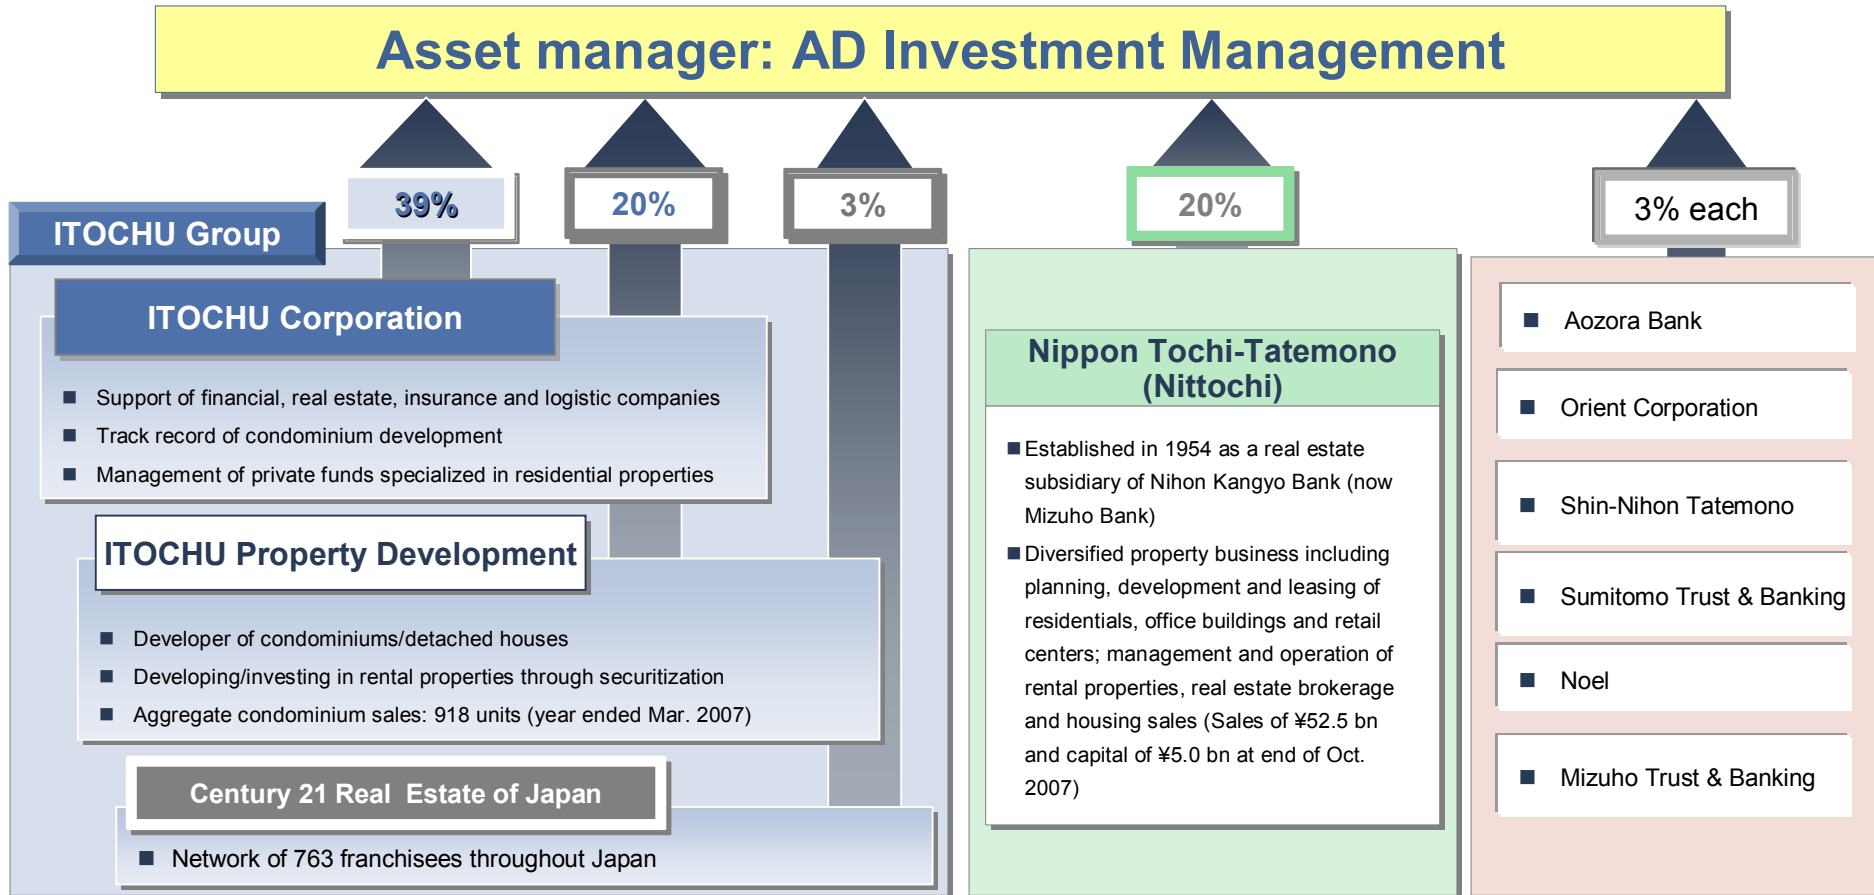 Asset manager: AD Investment Management
39%
20%
3%
20%
3% each
ITOCHU Group
ITOCHU Corporation
■ Support of financial, real estate, insurance and logistic companies
■ Track record of condominium development
■ Management of private funds specialized in residential properties
ITOCHU Property Development
■ Developer of condominiums/detached houses
■ Developing/investing in rental properties through securitization
■ Aggregate condominium sales: 918 units (year ended Mar. 2007)
Century 21 Real Estate of Japan
■ Network of 763 franchisees throughout Japan
Nippon Tochi-Tatemono
(Nittochi)
■ Established in 1954 as a real estate
subsidiary of Nihon Kangyo Bank (now
Mizuho Bank)
■ Diversified property business including
planning, development and leasing of
residentials, office buildings and retail
centers; management and operation of
rental properties, real estate brokerage
and housing sales (Sales of ¥52.5 bn
and capital of ¥5.0 bn at end of Oct.
2007)
■ Aozora Bank
■ Orient Corporation
■ Shin-Nihon Tatemono
■ Sumitomo Trust & Banking
■ Noel
■ Mizuho Trust & Banking